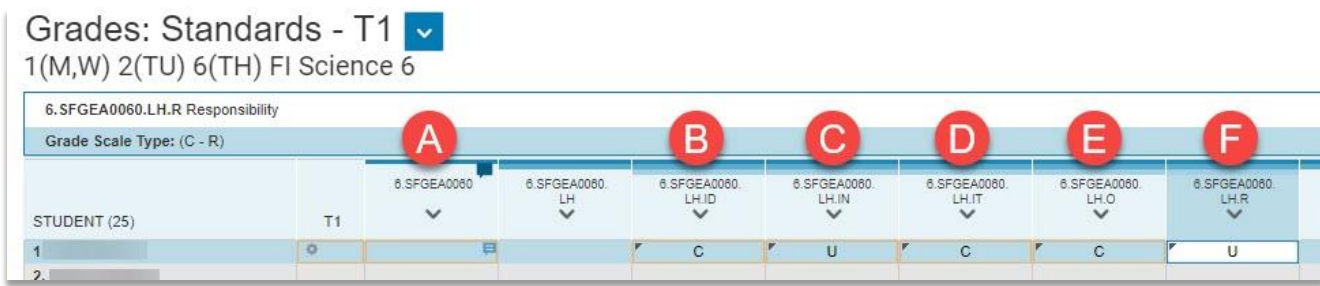 Grades: Standards - T1
1(M,W) 2(TU) 6(TH) FI Science 6
6.SFGEA0060.LH.R Responsibility
Grade Scale Type: (C - R)
A B C D E F
6.SFGEA0060 6.SFGEA0060. 6.SFGEA0060. 6.SFGEA0060. 6.SFGEA0060. 6.SFGEA0060. 6.SFGEA0060.
LH LH.ID LH.IN LH.IT LH.O LH.R
STUDENT (25) T1
1 C U C C U
2.